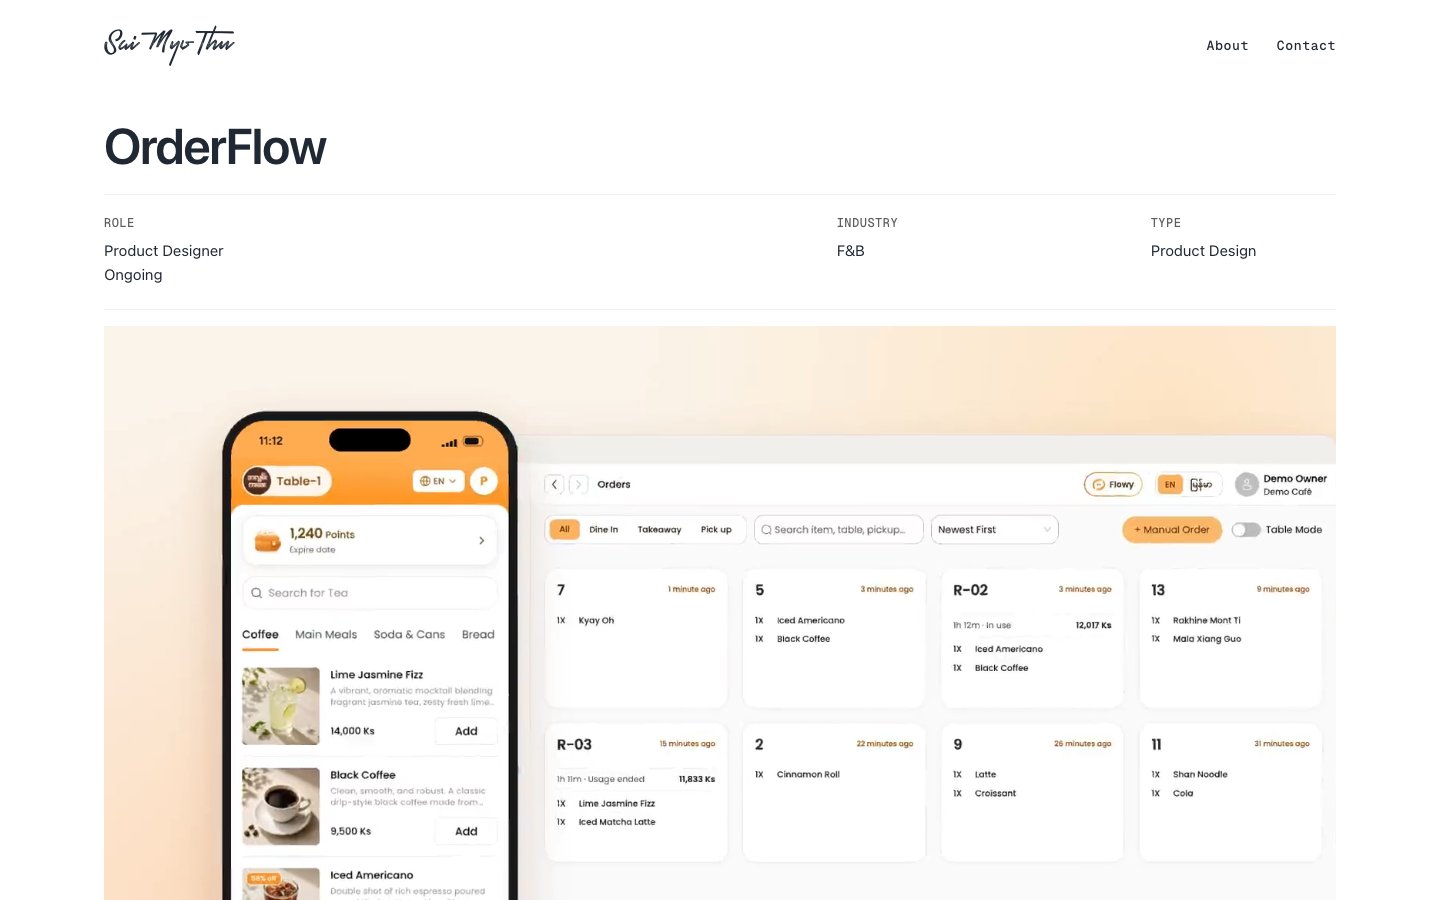 Sai Myo Thu
About Contact
OrderFlow
ROLE
Product Designer
Ongoing
INDUSTRY
F&B
TYPE
Product Design
11:12
Table-1
EN
P
1,240 Points
Expire date
Search for Tea
Coffee Main Meals Soda & Cans Bread
Lime Jasmine Fizz
A vibrant, aromatic mocktail blending
fragrant jasmine tea, zesty fresh lime...
14,000 Ks Add
Black Coffee
Clean, smooth, and robust. A classic
drip-style black coffee made from...
9,500 Ks Add
58% off
Iced Americano
Double shot of rich espresso poured
Orders
Flowy
EN မြန်မာ
Demo Owner
Demo Café
All Dine In Takeaway Pick up
Search item, table, pickup...
Newest First
+ Manual Order
Table Mode
7 1 minute ago
1X Kyay Oh
5 3 minutes ago
1X Iced Americano
1X Black Coffee
R-02 3 minutes ago
1h 12m · In use 12,017 Ks
1X Iced Americano
1X Black Coffee
13 9 minutes ago
1X Rakhine Mont Ti
1X Mala Xiang Guo
R-03 15 minutes ago
1h 11m · Usage ended 11,833 Ks
1X Lime Jasmine Fizz
1X Iced Matcha Latte
2 22 minutes ago
1X Cinnamon Roll
9 26 minutes ago
1X Latte
1X Croissant
11 31 minutes ago
1X Shan Noodle
1X Cola